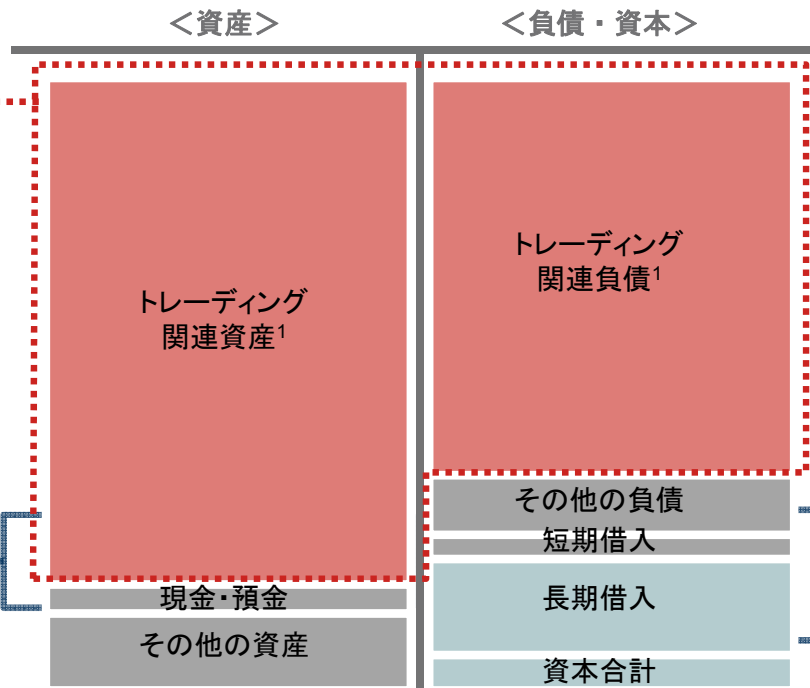 ＜資産＞
＜負債・資本＞
トレーディング
関連資産1
現金・預金
その他の資産
トレーディング
関連負債1
その他の負債
短期借入
長期借入
資本合計